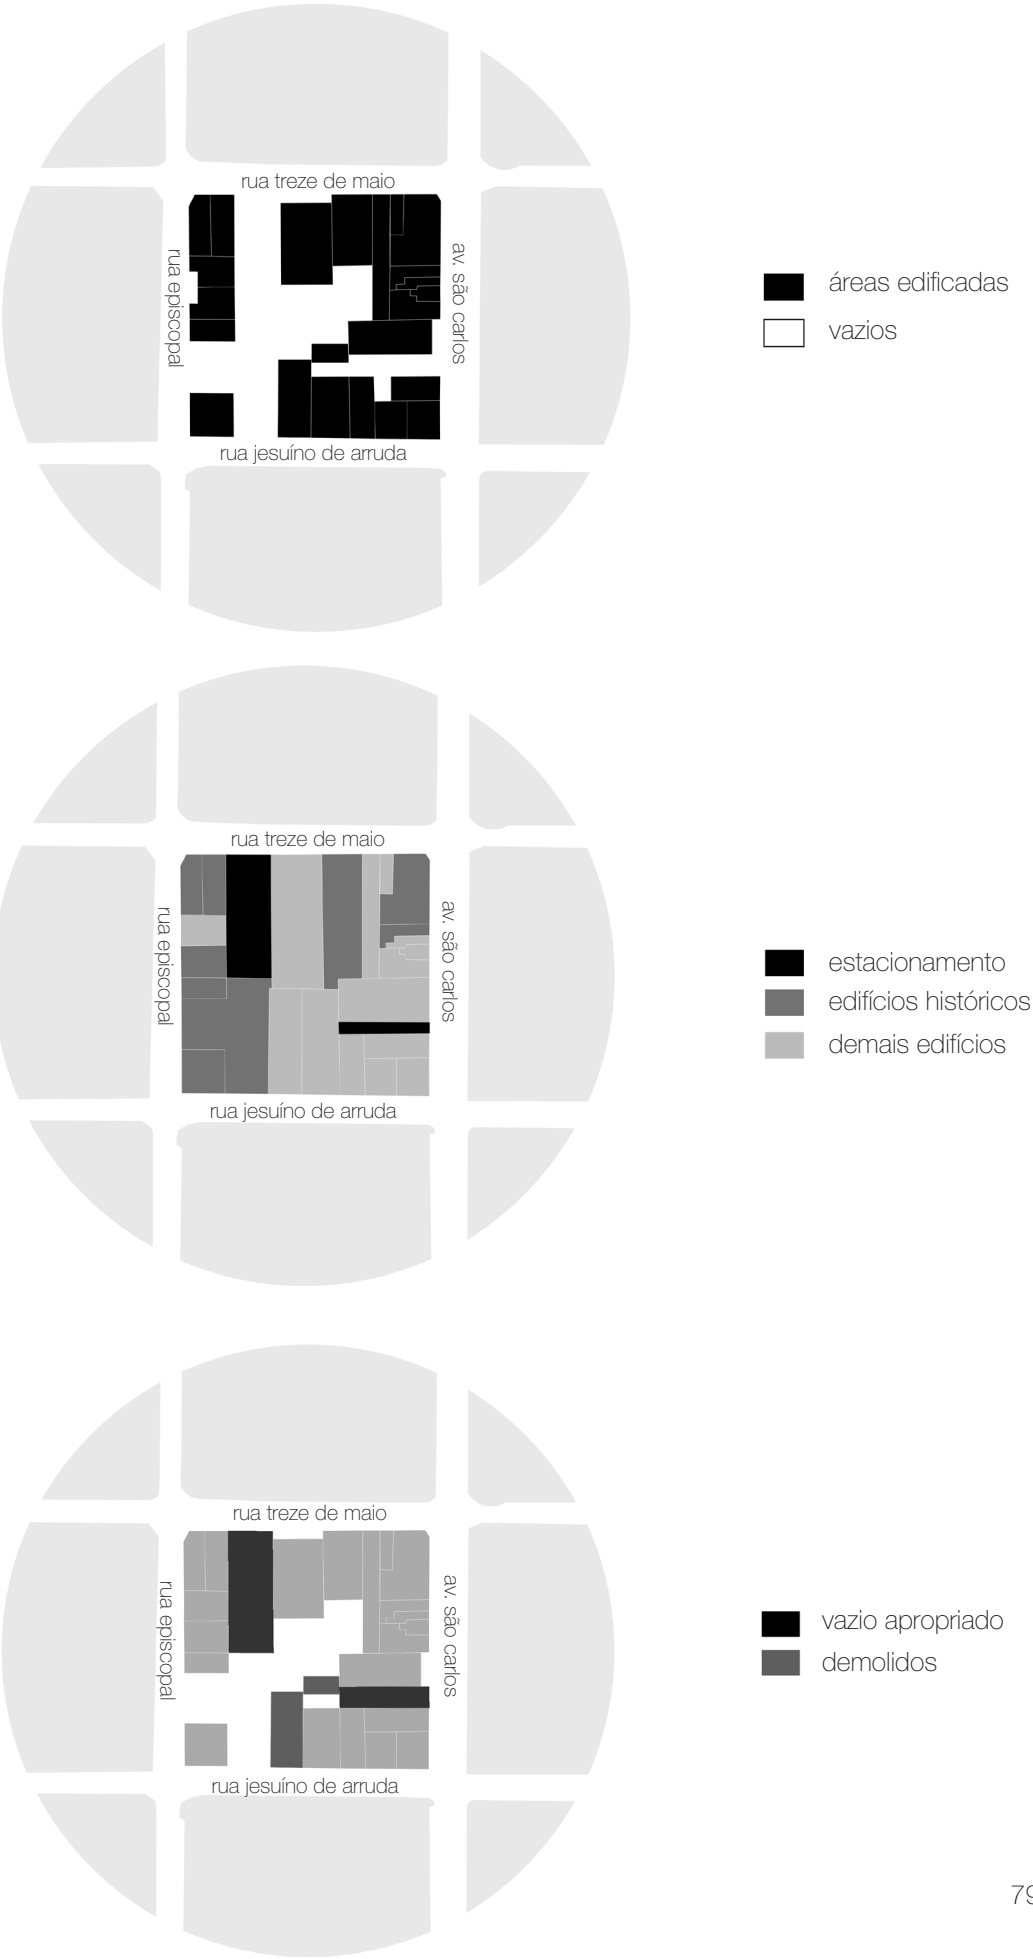 rua treze de maio
rua episcopal
av. são carlos
rua jesuíno de arruda
áreas edificadas
vazios
rua treze de maio
rua episcopal
av. são carlos
rua jesuíno de arruda
estacionamento
edifícios históricos
demais edifícios
rua treze de maio
rua episcopal
av. são carlos
rua jesuíno de arruda
vazio apropriado
demolidos
79